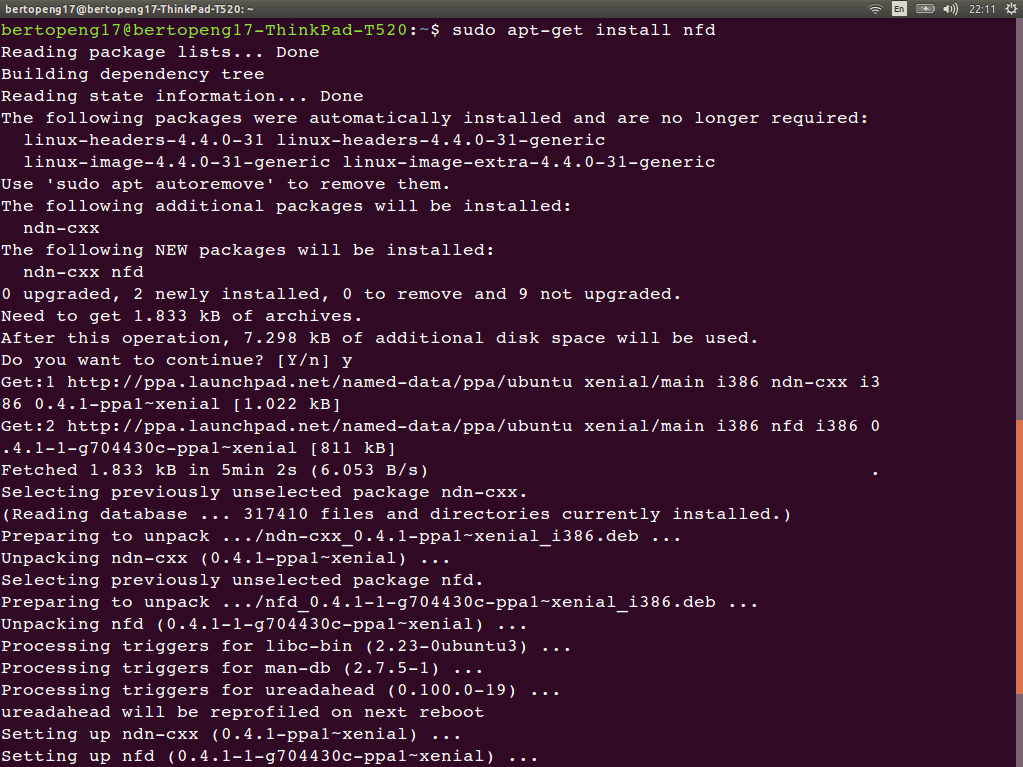 bertopeng17@bertopeng17-ThinkPad-T520: ~
En
22:11
bertopeng17@bertopeng17-ThinkPad-T520:~$ sudo apt-get install nfd
Reading package lists... Done
Building dependency tree
Reading state information... Done
The following packages were automatically installed and are no longer required:
  linux-headers-4.4.0-31 linux-headers-4.4.0-31-generic
  linux-image-4.4.0-31-generic linux-image-extra-4.4.0-31-generic
Use 'sudo apt autoremove' to remove them.
The following additional packages will be installed:
  ndn-cxx
The following NEW packages will be installed:
  ndn-cxx nfd
0 upgraded, 2 newly installed, 0 to remove and 9 not upgraded.
Need to get 1.833 kB of archives.
After this operation, 7.298 kB of additional disk space will be used.
Do you want to continue? [Y/n] y
Get:1 http://ppa.launchpad.net/named-data/ppa/ubuntu xenial/main i386 ndn-cxx i3
86 0.4.1-ppa1~xenial [1.022 kB]
Get:2 http://ppa.launchpad.net/named-data/ppa/ubuntu xenial/main i386 nfd i386 0
.4.1-1-g704430c-ppa1~xenial [811 kB]
Fetched 1.833 kB in 5min 2s (6.053 B/s)                                        .
Selecting previously unselected package ndn-cxx.
(Reading database ... 317410 files and directories currently installed.)
Preparing to unpack .../ndn-cxx_0.4.1-ppa1~xenial_i386.deb ...
Unpacking ndn-cxx (0.4.1-ppa1~xenial) ...
Selecting previously unselected package nfd.
Preparing to unpack .../nfd_0.4.1-1-g704430c-ppa1~xenial_i386.deb ...
Unpacking nfd (0.4.1-1-g704430c-ppa1~xenial) ...
Processing triggers for libc-bin (2.23-0ubuntu3) ...
Processing triggers for man-db (2.7.5-1) ...
Processing triggers for ureadahead (0.100.0-19) ...
ureadahead will be reprofiled on next reboot
Setting up ndn-cxx (0.4.1-ppa1~xenial) ...
Setting up nfd (0.4.1-1-g704430c-ppa1~xenial) ...